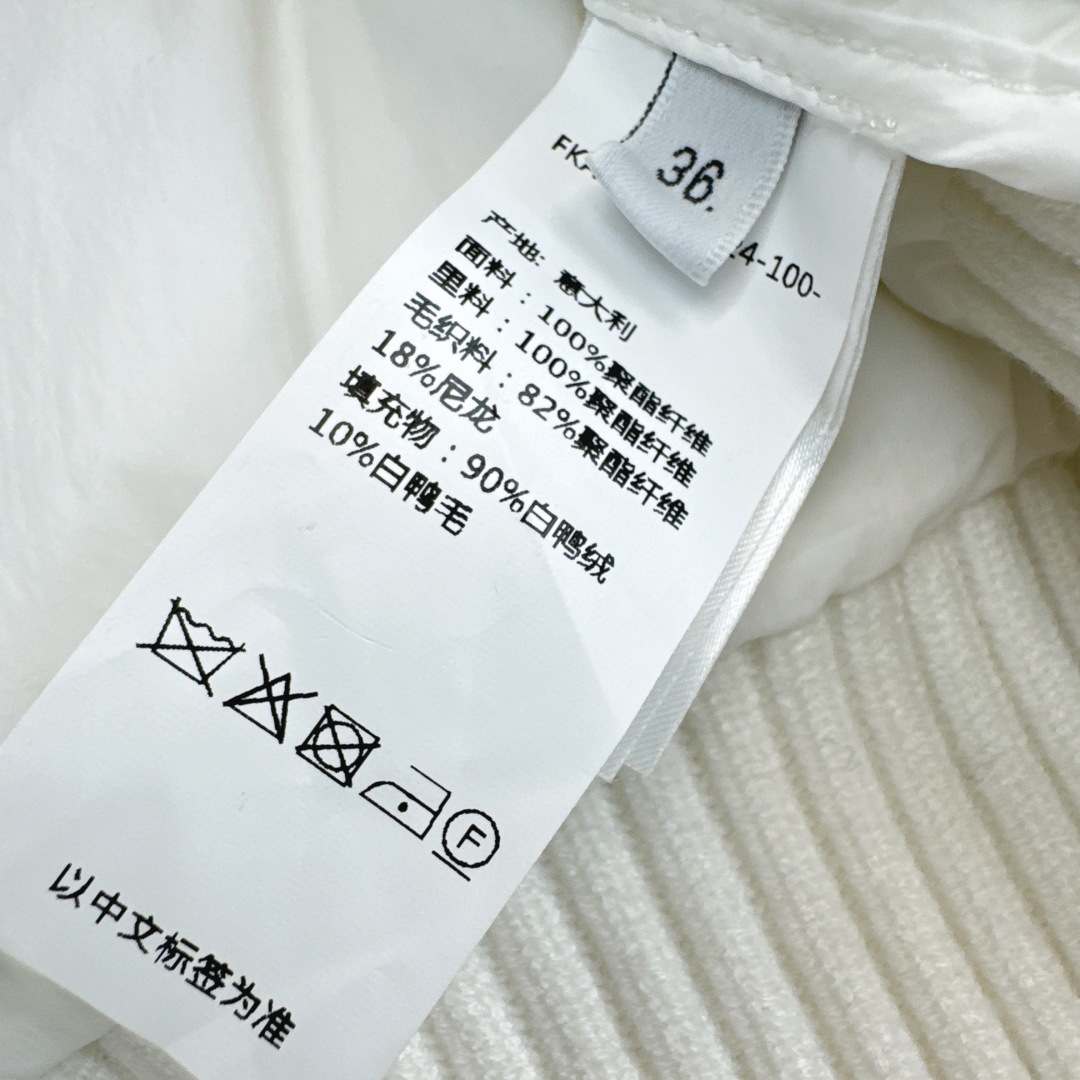 36.
24-100-
产地: 意大利
面料: 100%聚酯纤维
里料: 100%聚酯纤维
毛织料: 82%聚酯纤维
18%尼龙
填充物: 90%白鸭绒
10%白鸭毛
F
以中文标签为准